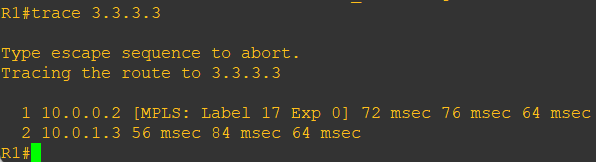 R1#trace 3.3.3.3
Type escape sequence to abort.
Tracing the route to 3.3.3.3
1 10.0.0.2 [MPLS: Label 17 Exp 0] 72 msec 76 msec 64 msec
2 10.0.1.3 56 msec 84 msec 64 msec
R1#